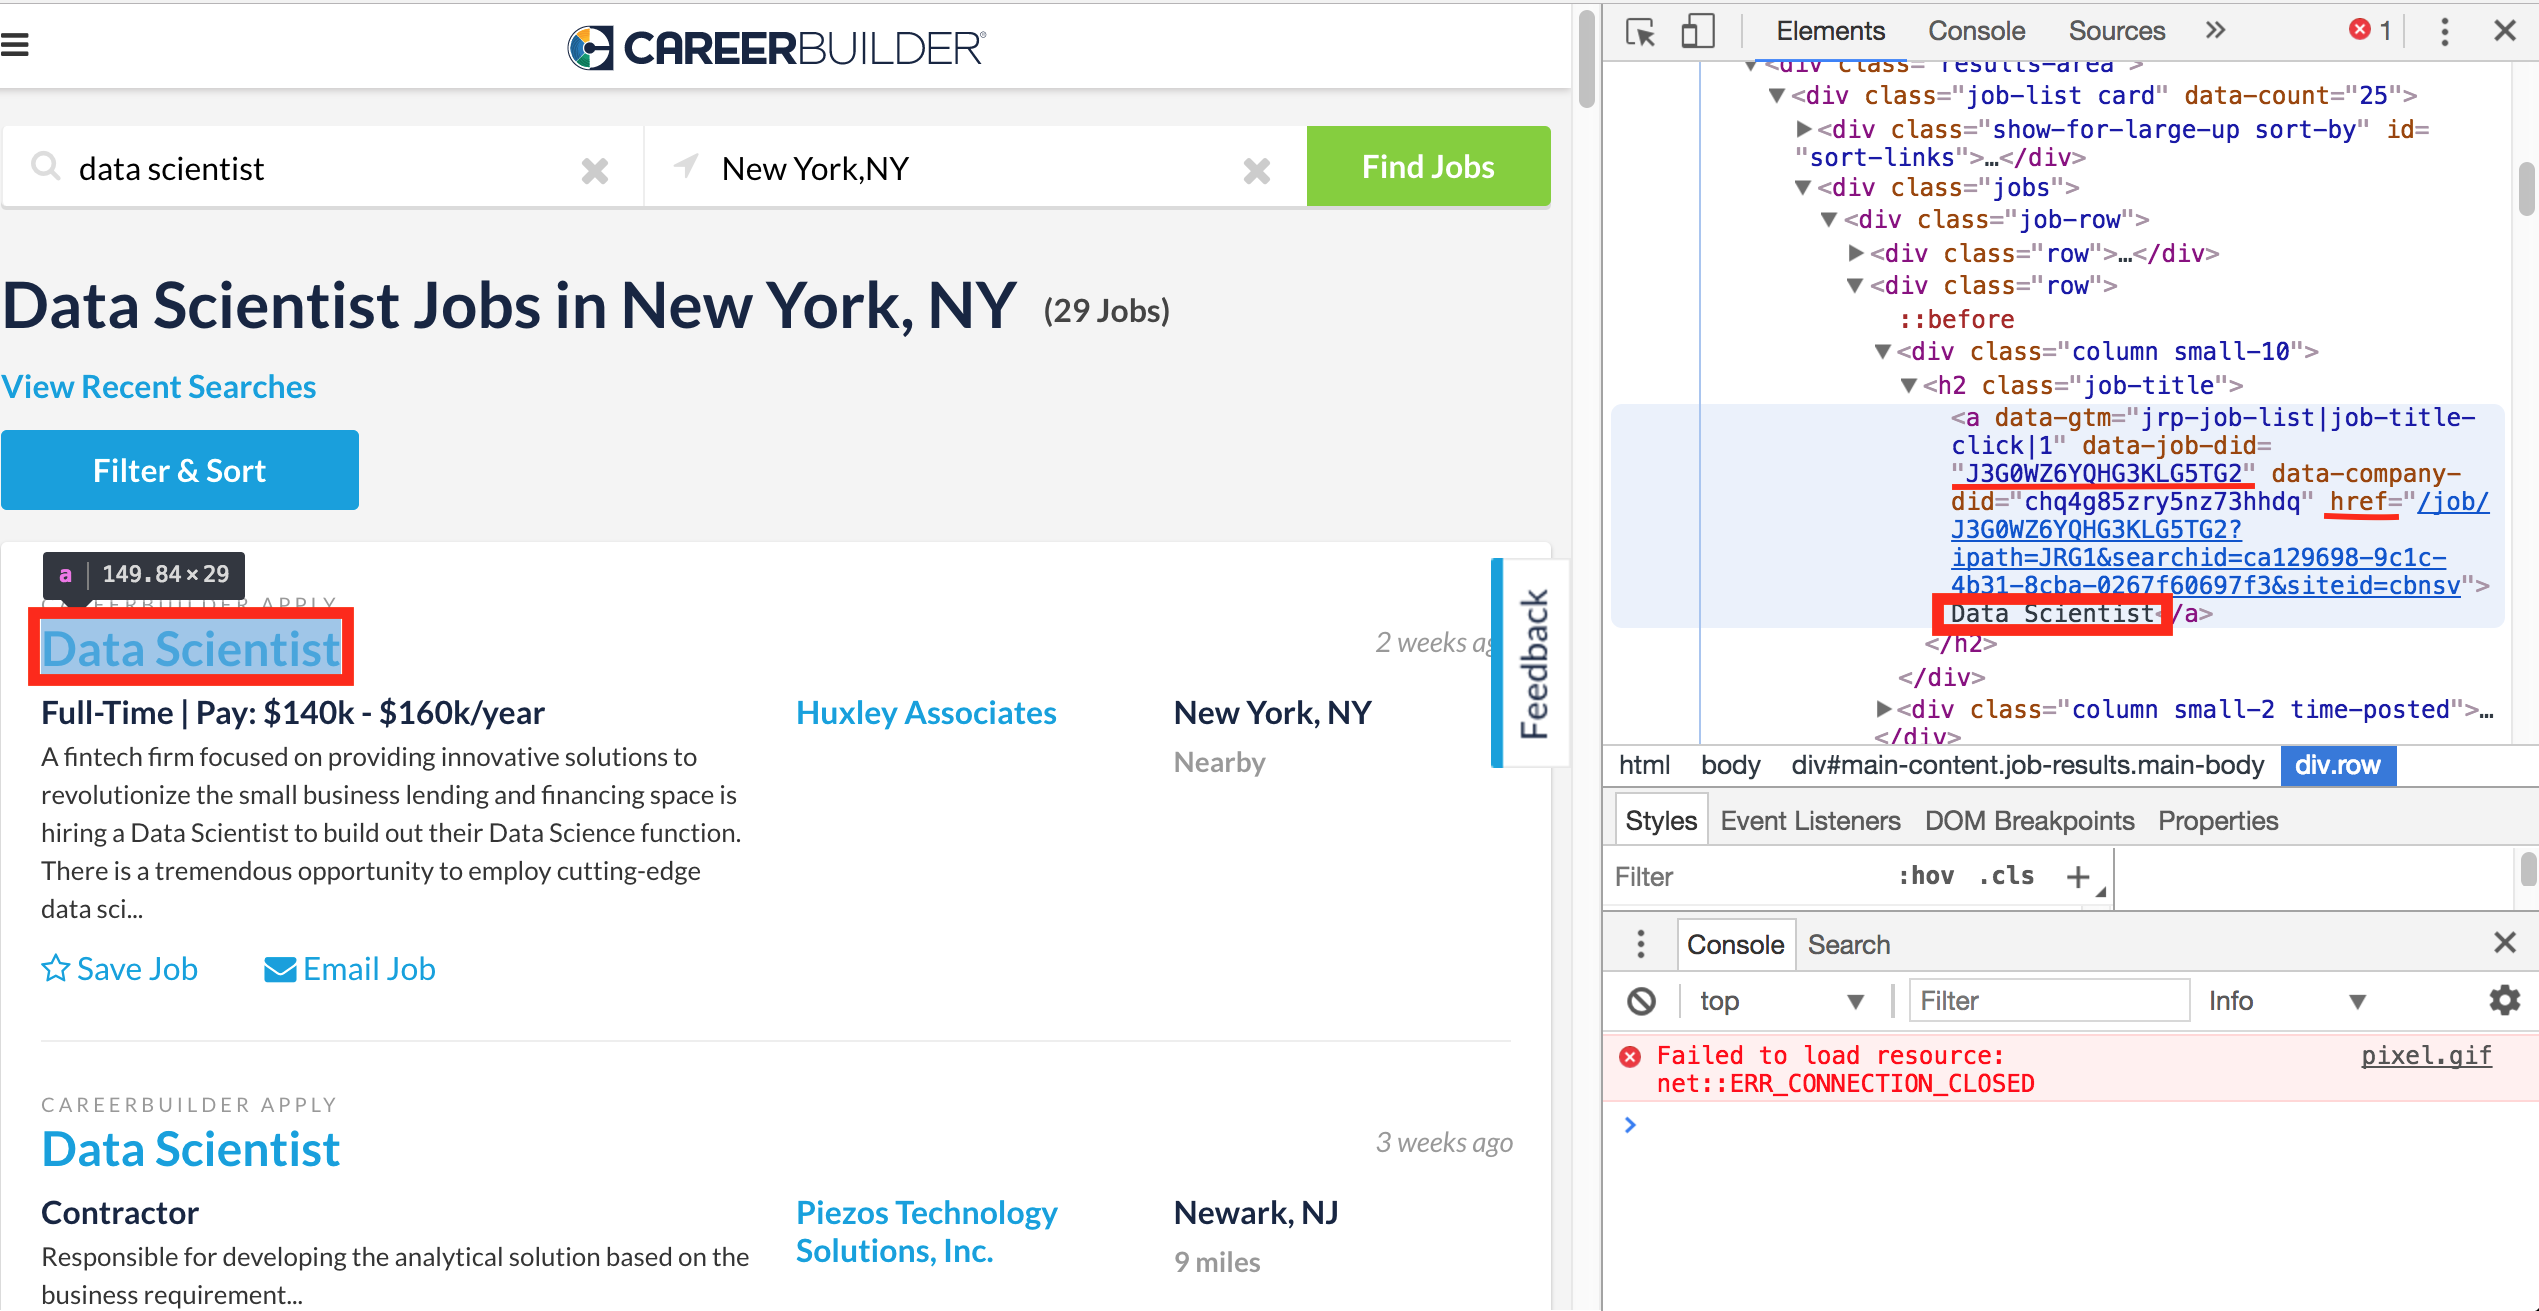 CAREERBUILDER®
data scientist
New York,NY
Find Jobs
Data Scientist Jobs in New York, NY (29 Jobs)
View Recent Searches
Filter & Sort
a 149.84 × 29
CAREERBUILDER APPLY
Data Scientist
2 weeks ag
Full-Time | Pay: $140k - $160k/year
Huxley Associates
New York, NY
Nearby
A fintech firm focused on providing innovative solutions to
revolutionize the small business lending and financing space is
hiring a Data Scientist to build out their Data Science function.
There is a tremendous opportunity to employ cutting-edge
data sci...
Save Job
Email Job
Feedback
CAREERBUILDER APPLY
Data Scientist
3 weeks ago
Contractor
Piezos Technology
Solutions, Inc.
Newark, NJ
9 miles
Responsible for developing the analytical solution based on the
business requirement...
Elements Console Sources » 1
<div class="results-area">
<div class="job-list card" data-count="25">
<div class="show-for-large-up sort-by" id=
"sort-links">…</div>
<div class="jobs">
<div class="job-row">
<div class="row">…</div>
<div class="row">
::before
<div class="column small-10">
<h2 class="job-title">
<a data-gtm="jrp-job-list|job-title-
click|1" data-job-did=
"J3G0WZ6YQHG3KLG5TG2" data-company-
did="chq4g85zry5nz73hhdq" href="/job/
J3G0WZ6YQHG3KLG5TG2?
ipath=JRG1&searchid=ca129698-9c1c-
4b31-8cba-0267f60697f3&siteid=cbnsv">
Data Scientist</a>
</h2>
</div>
<div class="column small-2 time-posted">…
</div>
html body div#main-content.job-results.main-body div.row
Styles Event Listeners DOM Breakpoints Properties
Filter :hov .cls +
Console Search
top Filter Info
Failed to load resource: pixel.gif
net::ERR_CONNECTION_CLOSED
>